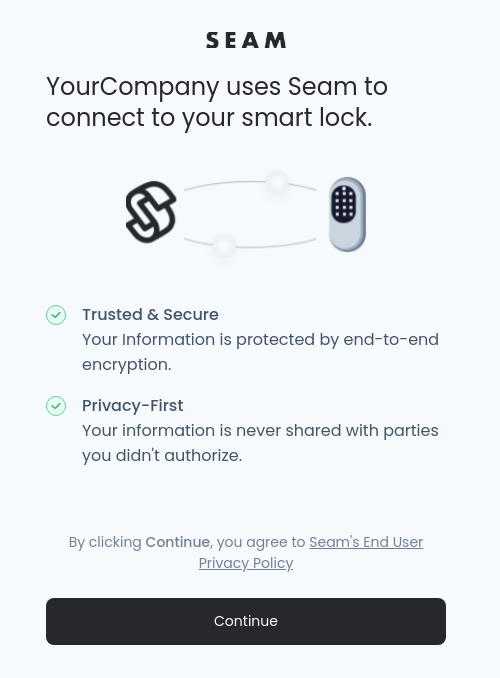 SEAM
YourCompany uses Seam to
connect to your smart lock.
Trusted & Secure
Your Information is protected by end-to-end
encryption.
Privacy-First
Your information is never shared with parties
you didn't authorize.
By clicking Continue, you agree to Seam's End User
Privacy Policy
Continue